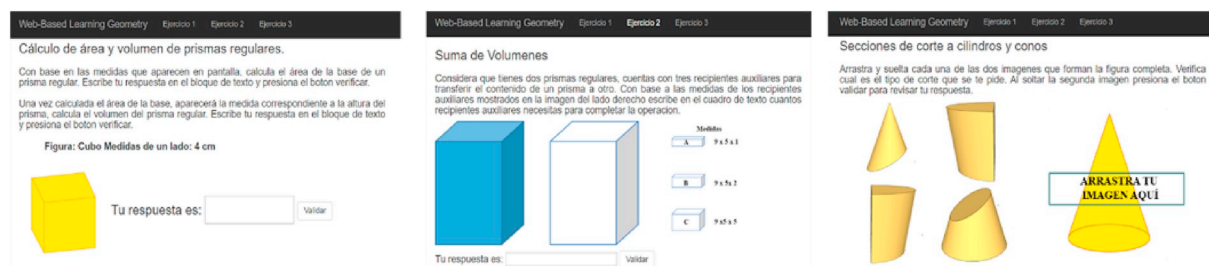 Web-Based Learning Geometry Ejercicio 1 Ejercicio 2 Ejercicio 3
Cálculo de área y volumen de prismas regulares.
Con base en las medidas que aparecen en pantalla, calcula el área de la base de un
prisma regular. Escribe tu respuesta en el bloque de texto y presiona el boton verificar.
Una vez calculada el área de la base, aparecerá la medida correspondiente a la altura del
prisma, calcula el volumen del prisma regular. Escribe tu respuesta en el bloque de texto
y presiona el boton verificar.
Figura: Cubo Medidas de un lado: 4 cm
Tu respuesta es:
Validar
Web-Based Learning Geometry Ejercicio 1 Ejercicio 2 Ejercicio 3
Suma de Volumenes
Considera que tienes dos prismas regulares, cuentas con tres recipientes auxiliares para
transferir el contenido de un prisma a otro. Con base a las medidas de los recipientes
auxiliares mostrados en la imagen del lado derecho escribe en el cuadro de texto cuantos
recipientes auxiliares necesitas para completar la operacion.
Medidas
A 9 x 5 x 1
B 9 x 5x 2
C 9 x5 x 5
Tu respuesta es:
Validar
Web-Based Learning Geometry Ejercicio 1 Ejercicio 2 Ejercicio 3
Secciones de corte a cilindros y conos
Arrastra y suelta cada una de las dos imagenes que forman la figura completa. Verifica
cual es el tipo de corte que se te pide. Al soltar la segunda imagen presiona el boton
validar para revisar tu respuesta.
ARRASTRA TU
IMAGEN AQUÍ